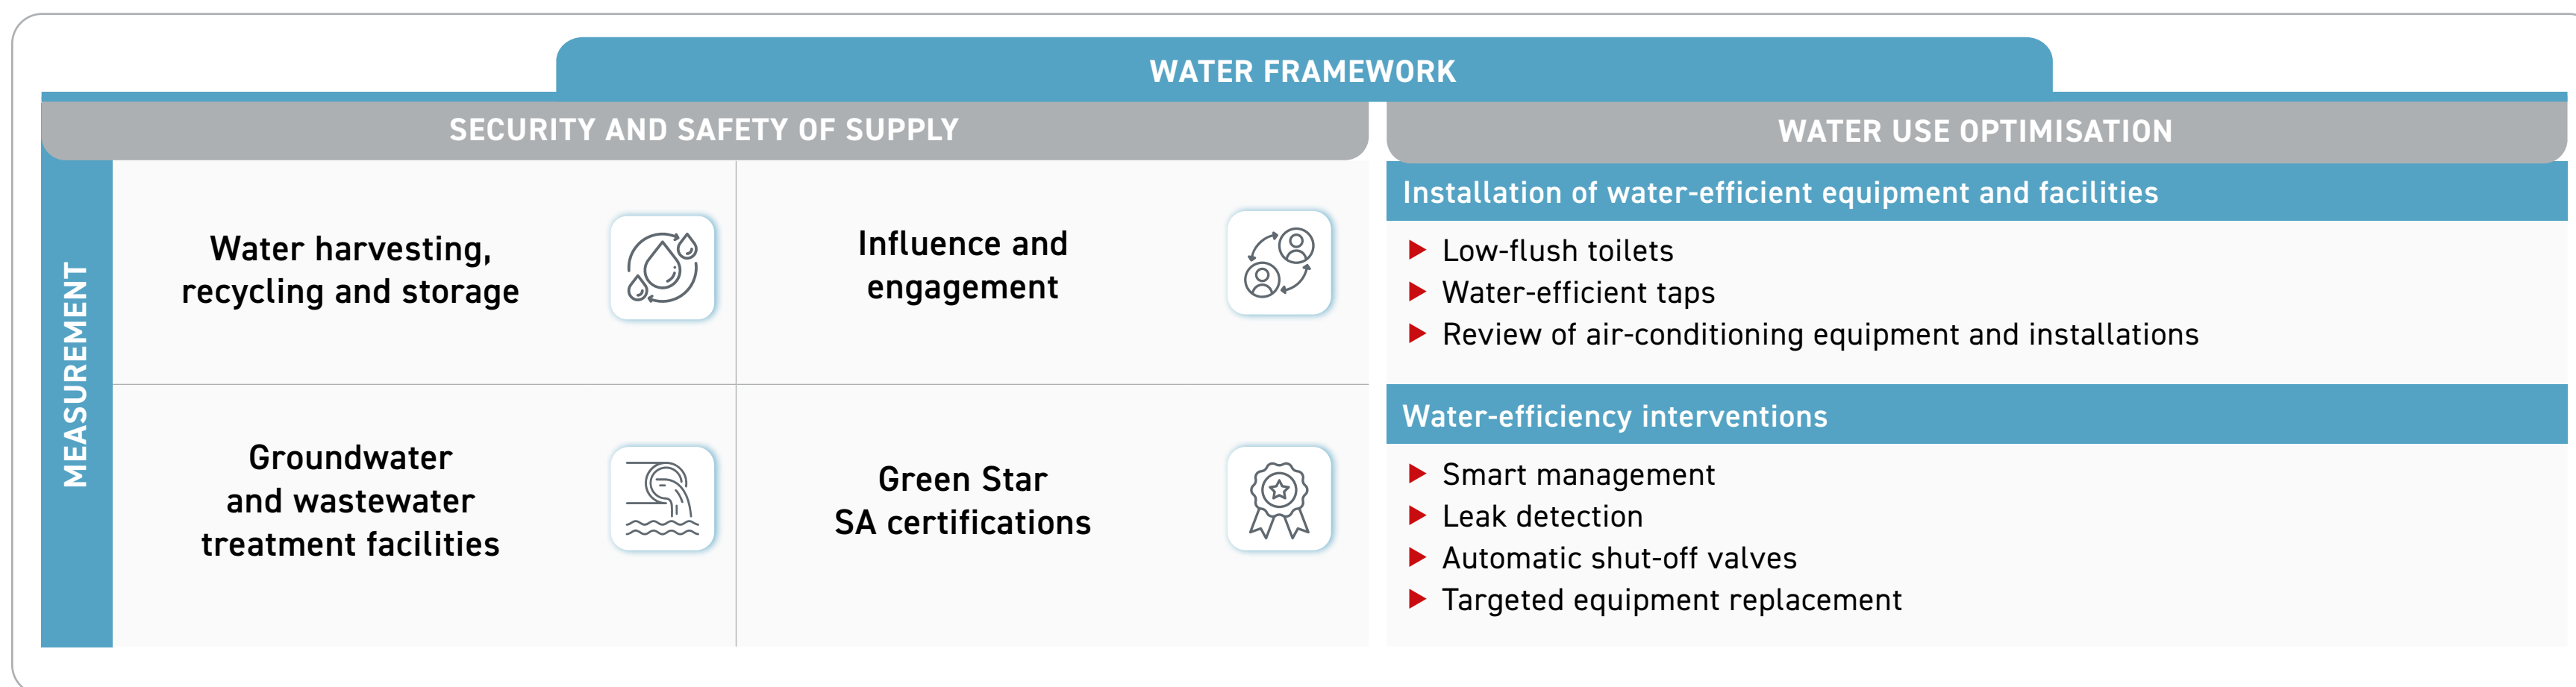 WATER FRAMEWORK
SECURITY AND SAFETY OF SUPPLY
MEASUREMENT
Water harvesting,
recycling and storage
Influence and
engagement
Groundwater
and wastewater
treatment facilities
Green Star
SA certifications
WATER USE OPTIMISATION
Installation of water-efficient equipment and facilities
Low-flush toilets
Water-efficient taps
Review of air-conditioning equipment and installations
Water-efficiency interventions
Smart management
Leak detection
Automatic shut-off valves
Targeted equipment replacement